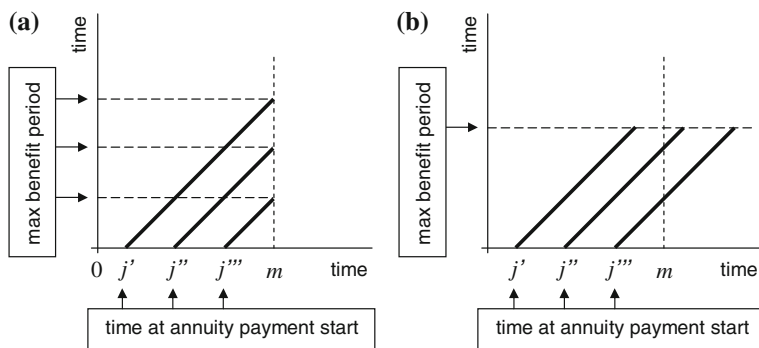 (a)
time
max benefit period
0 j' j'' j''' m time
time at annuity payment start
(b)
time
max benefit period
j' j'' j''' m time
time at annuity payment start